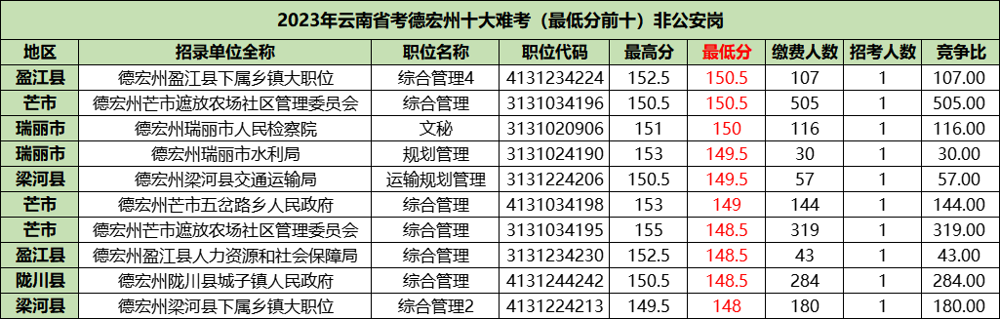 2023年云南省考德宏州十大难考（最低分前十）非公安岗
地区 招录单位全称 职位名称 职位代码 最高分 最低分 缴费人数 招考人数 竞争比
盈江县 德宏州盈江县下属乡镇大职位 综合管理4 4131234224 152.5 150.5 107 1 107.00
芒市 德宏州芒市遮放农场社区管理委员会 综合管理 3131034196 150.5 150.5 505 1 505.00
瑞丽市 德宏州瑞丽市人民检察院 文秘 3131020906 151 150 116 1 116.00
瑞丽市 德宏州瑞丽市水利局 规划管理 3131024190 153 149.5 30 1 30.00
梁河县 德宏州梁河县交通运输局 运输规划管理 3131224206 150.5 149.5 57 1 57.00
芒市 德宏州芒市五岔路乡人民政府 综合管理 4131034198 153 149 144 1 144.00
芒市 德宏州芒市遮放农场社区管理委员会 综合管理 3131034195 155 148.5 319 1 319.00
盈江县 德宏州盈江县人力资源和社会保障局 综合管理 3131234230 152.5 148.5 43 1 43.00
陇川县 德宏州陇川县城子镇人民政府 综合管理 4131244242 150.5 148.5 284 1 284.00
梁河县 德宏州梁河县下属乡镇大职位 综合管理2 4131224213 149.5 148 180 1 180.00